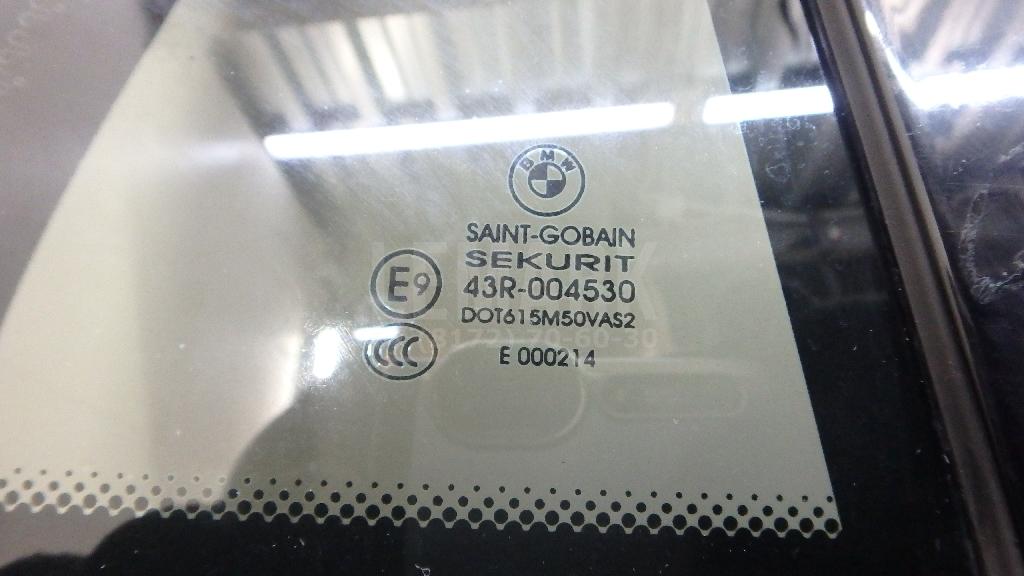 BMW
SAINT-GOBAIN
SEKURIT
E9
43R-004530
DOT615M50VAS2
CCC
E 000214